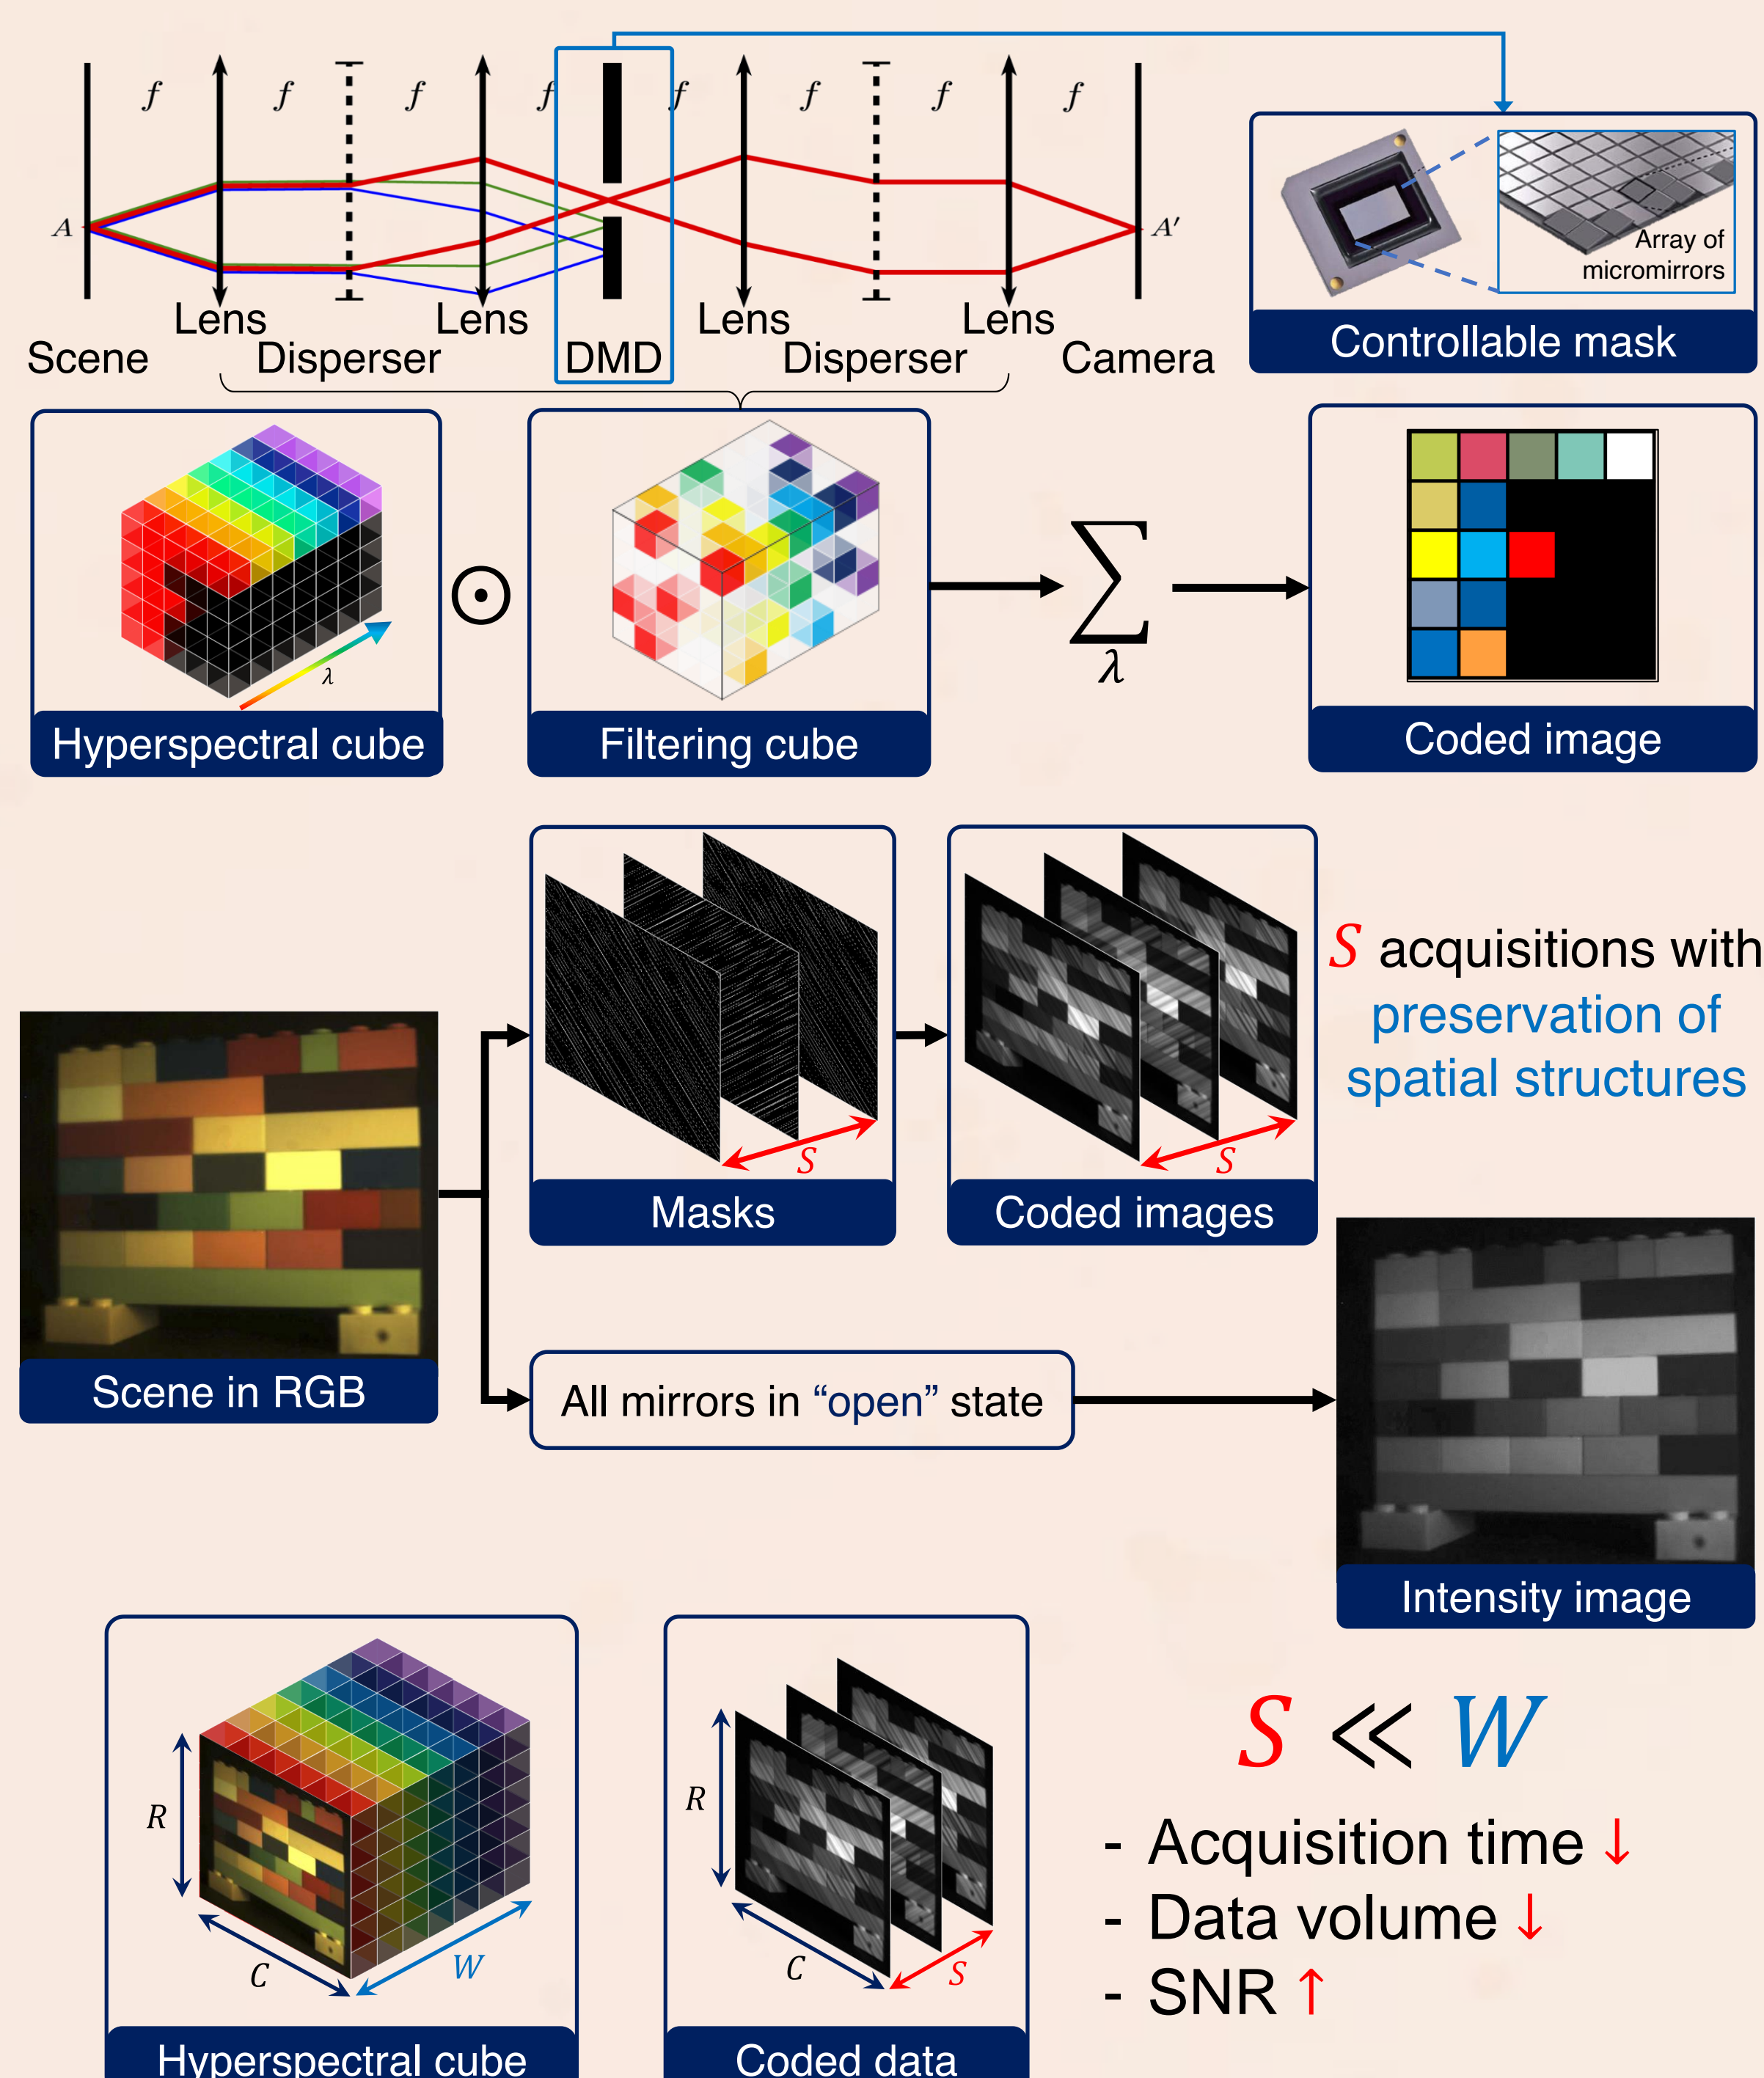 f f f f f f f f
A
A′
Array of
micromirrors
Controllable mask
Lens Lens Lens Lens
Scene Disperser DMD Disperser Camera
λ
Hyperspectral cube
⊙
Filtering cube
∑
λ
Coded image
S
Masks
S
Coded images
S acquisitions with
preservation of
spatial structures
Scene in RGB
All mirrors in “open” state
Intensity image
R
C
W
Hyperspectral cube
R
C
S
Coded data
S ≪ W
- Acquisition time ↓
- Data volume ↓
- SNR ↑